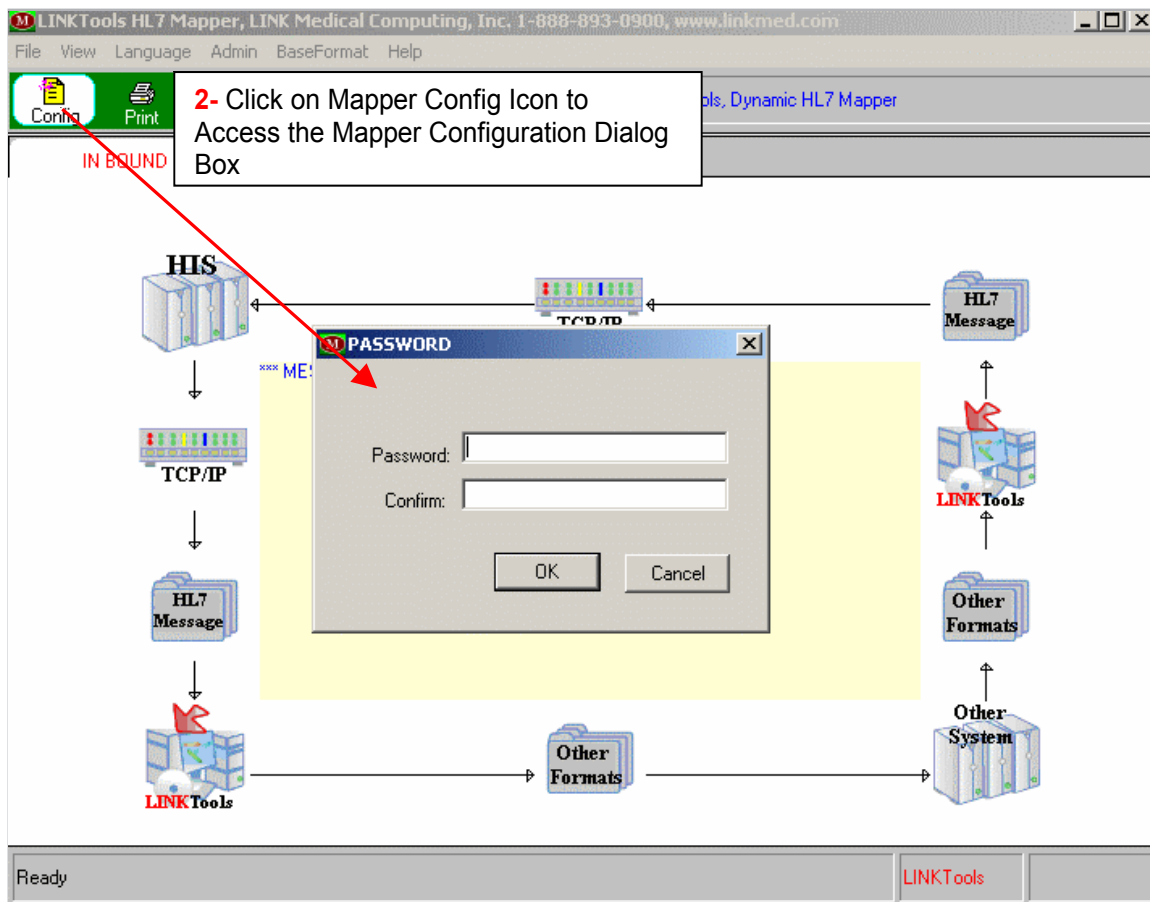 LINKTools HL7 Mapper, LINK Medical Computing, Inc. 1-888-893-0900, www.linkmed.com
File View Language Admin BaseFormat Help
Config
Print
2- Click on Mapper Config Icon to
Access the Mapper Configuration Dialog
Box
Dynamic HL7 Mapper
IN BOUND
HIS
TCP/IP
HL7
Message
PASSWORD
***
Password:
Confirm:
OK
Cancel
TCP/IP
LINKTools
HL7
Message
Other
Formats
Other
System
LINKTools
Other
Formats
Ready
LINKTools